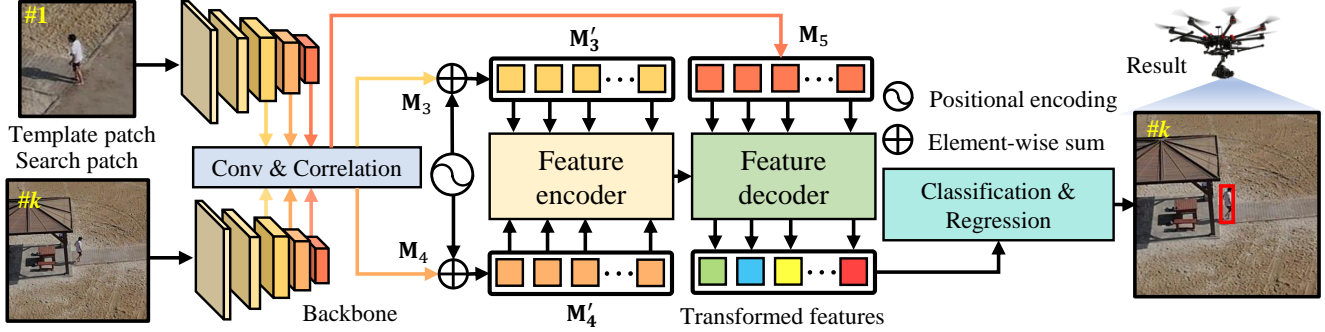 #1
Template patch
Search patch
#k
Backbone
Conv & Correlation
M₃
M₄
M′₃
M′₄
M₅
Feature
encoder
Feature
decoder
Transformed features
Positional encoding
Element-wise sum
Classification &
Regression
Result
#k